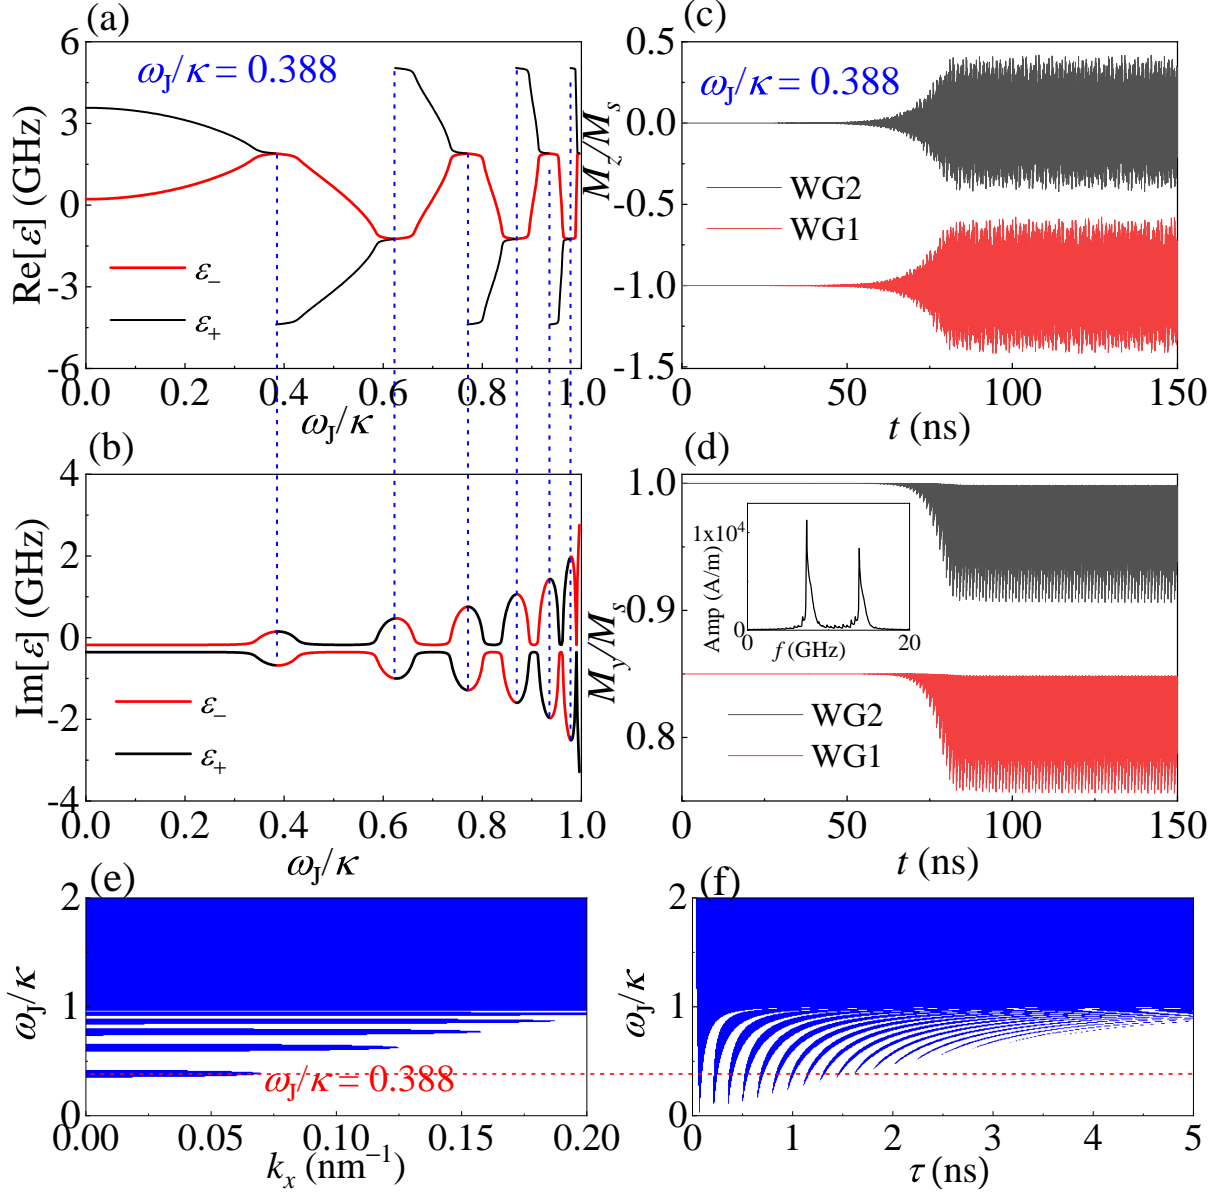 (a)
6
3
0
-3
-6
Re[ε] (GHz)
ω_J/κ = 0.388
ε_−
ε_+
0.0 0.2 0.4 0.6 0.8 1.0
ω_J/κ
(c)
0.5
0.0
-0.5
-1.0
-1.5
M_z/M_s
ω_J/κ = 0.388
WG2
WG1
0 50 100 150
t (ns)
(b)
4
2
0
-2
-4
Im[ε] (GHz)
ε_−
ε_+
0.0 0.2 0.4 0.6 0.8 1.0
ω_J/κ
(d)
1.0
0.9
0.8
M_y/M_s
1x10⁴
0
Amp (A/m)
0 20
f (GHz)
WG2
WG1
0 50 100 150
t (ns)
(e)
2
1
0
ω_J/κ
ω_J/κ = 0.388
0.00 0.05 0.10 0.15 0.20
k_x (nm⁻¹)
(f)
2
1
0
ω_J/κ
0 1 2 3 4 5
τ (ns)